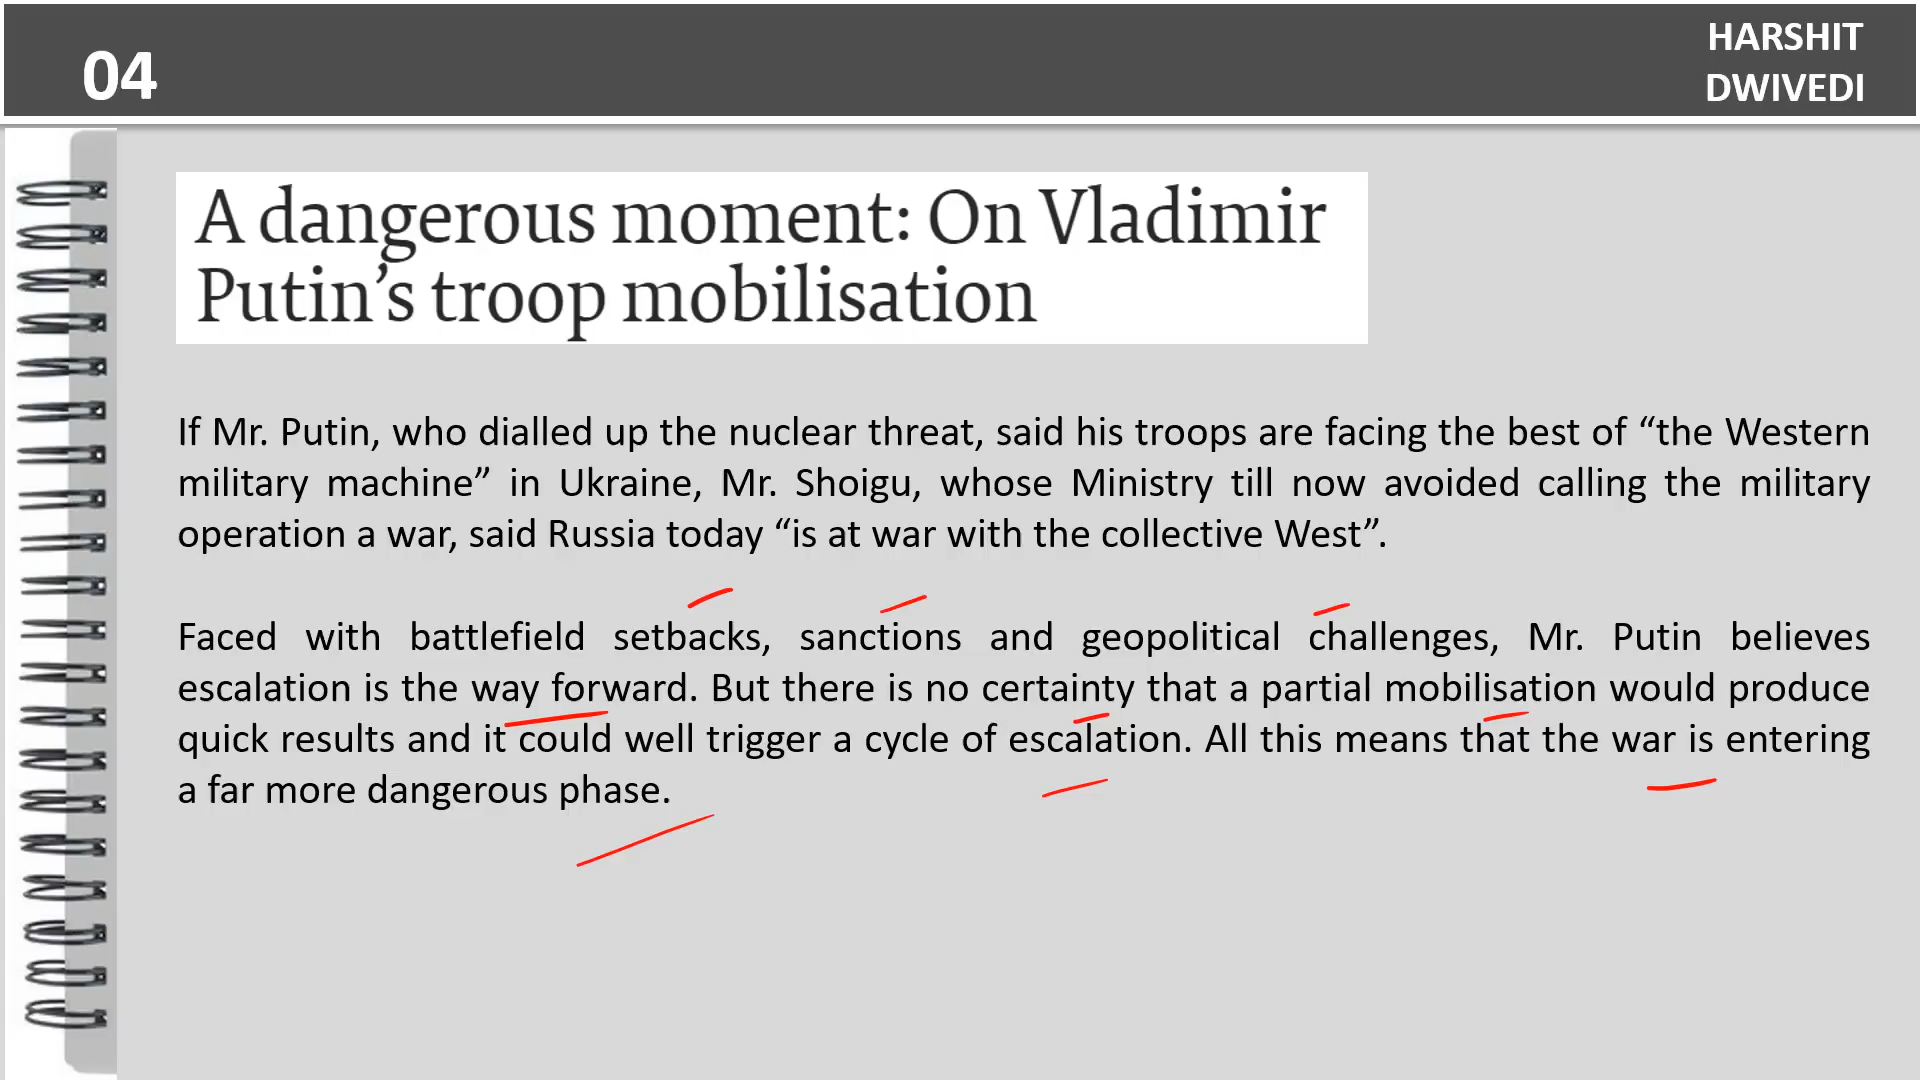 04
HARSHIT
DWIVEDI
A dangerous moment: On Vladimir
Putin’s troop mobilisation
If Mr. Putin, who dialled up the nuclear threat, said his troops are facing the best of “the Western
military machine” in Ukraine, Mr. Shoigu, whose Ministry till now avoided calling the military
operation a war, said Russia today “is at war with the collective West”.
Faced with battlefield setbacks, sanctions and geopolitical challenges, Mr. Putin believes
escalation is the way forward. But there is no certainty that a partial mobilisation would produce
quick results and it could well trigger a cycle of escalation. All this means that the war is entering
a far more dangerous phase.